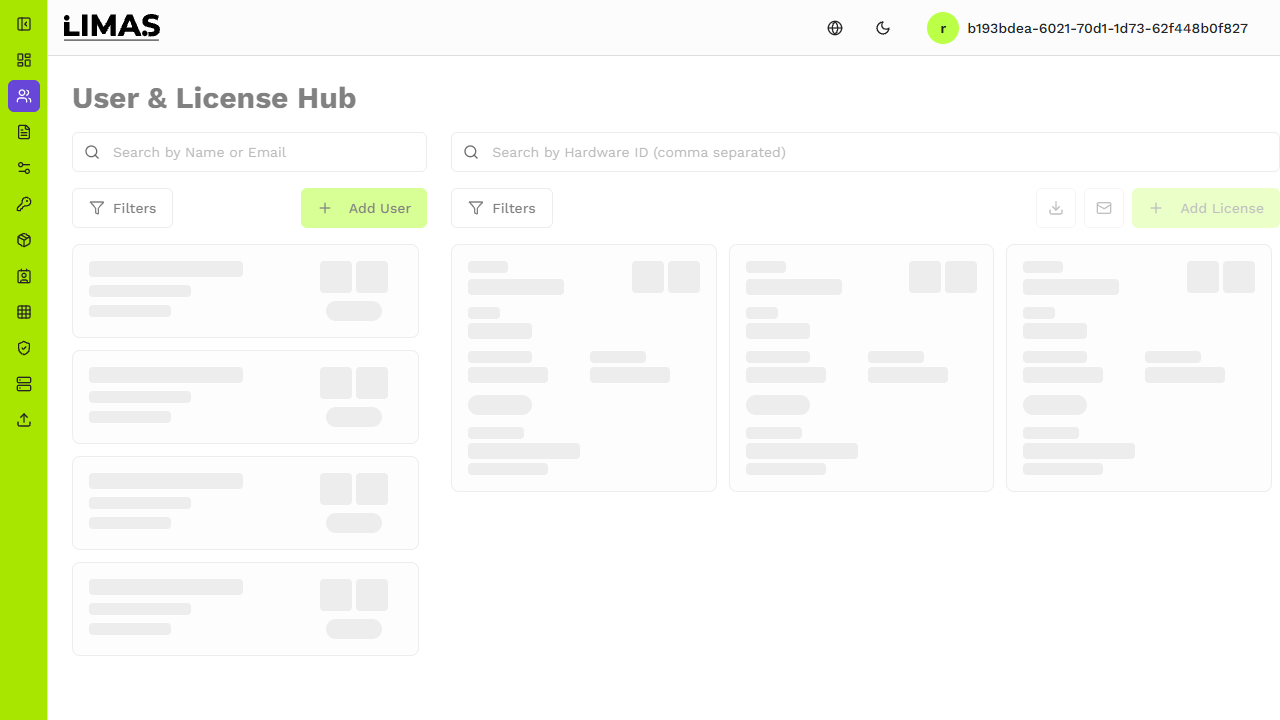 LIMAS
r
b193bdea-6021-70d1-1d73-62f448b0f827
User & License Hub
Search by Name or Email
Search by Hardware ID (comma separated)
Filters
Add User
Filters
Add License